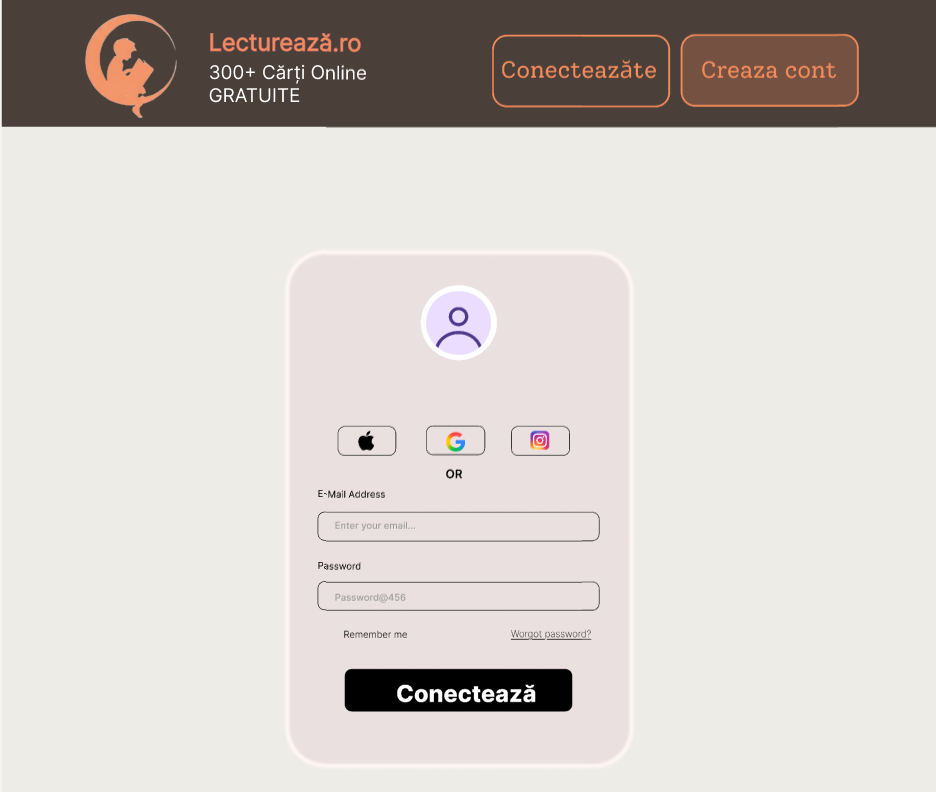 Lecturează.ro
300+ Cărți Online
GRATUITE
Conecteazăte
Creaza cont
OR
E-Mail Address
Enter your email...
Password
Password@456
Remember me
Worgot password?
Conectează